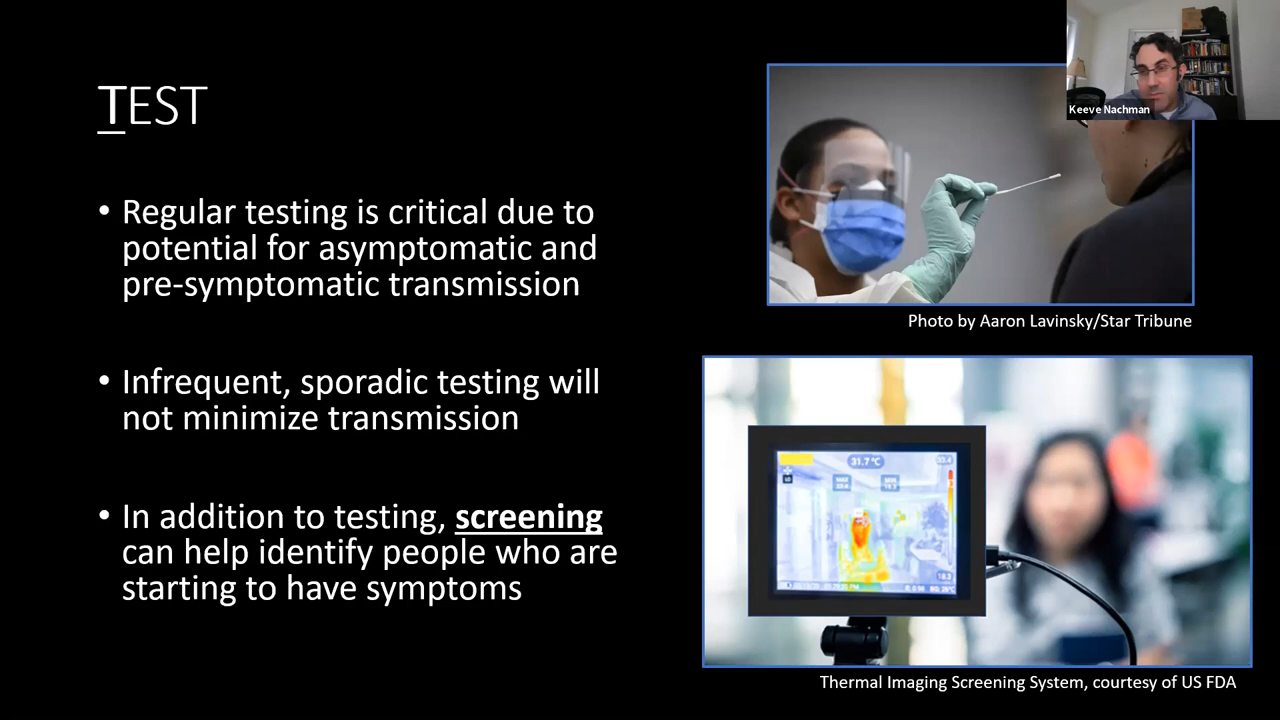 TEST
• Regular testing is critical due to
potential for asymptomatic and
pre-symptomatic transmission
• Infrequent, sporadic testing will
not minimize transmission
• In addition to testing, screening
can help identify people who are
starting to have symptoms
Keeve Nachman
Photo by Aaron Lavinsky/Star Tribune
31.7°C
Thermal Imaging Screening System, courtesy of US FDA